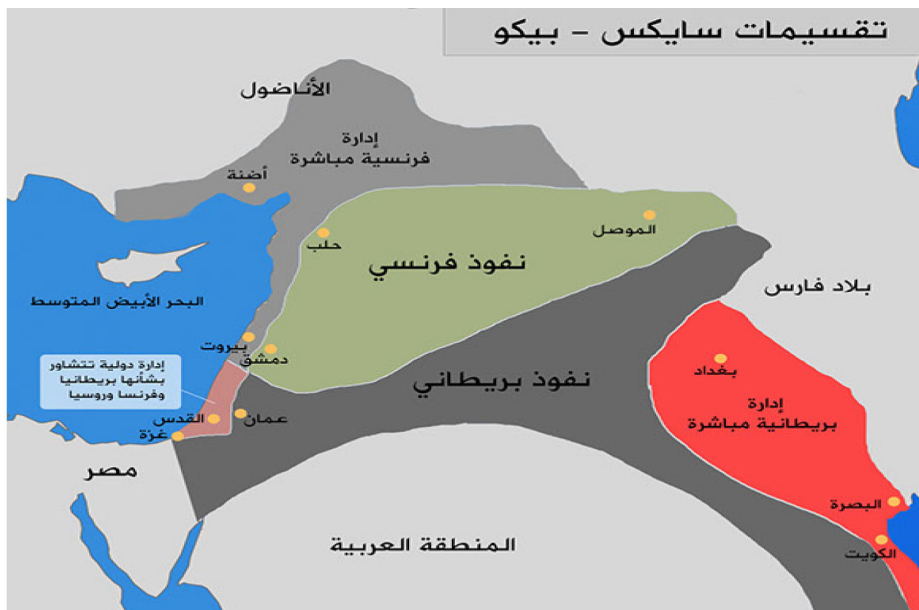 تقسيمات سايكس - بيكو
الأناضول
إدارة
فرنسية مباشرة
أضنة
الموصل
حلب
نفوذ فرنسي
بلاد فارس
البحر الأبيض المتوسط
بيروت
دمشق
إدارة دولية تتشاور
بشأنها بريطانيا
وفرنسا وروسيا
نفوذ بريطاني
بغداد
إدارة
بريطانية مباشرة
القدس
عمان
غزة
مصر
البصرة
الكويت
المنطقة العربية